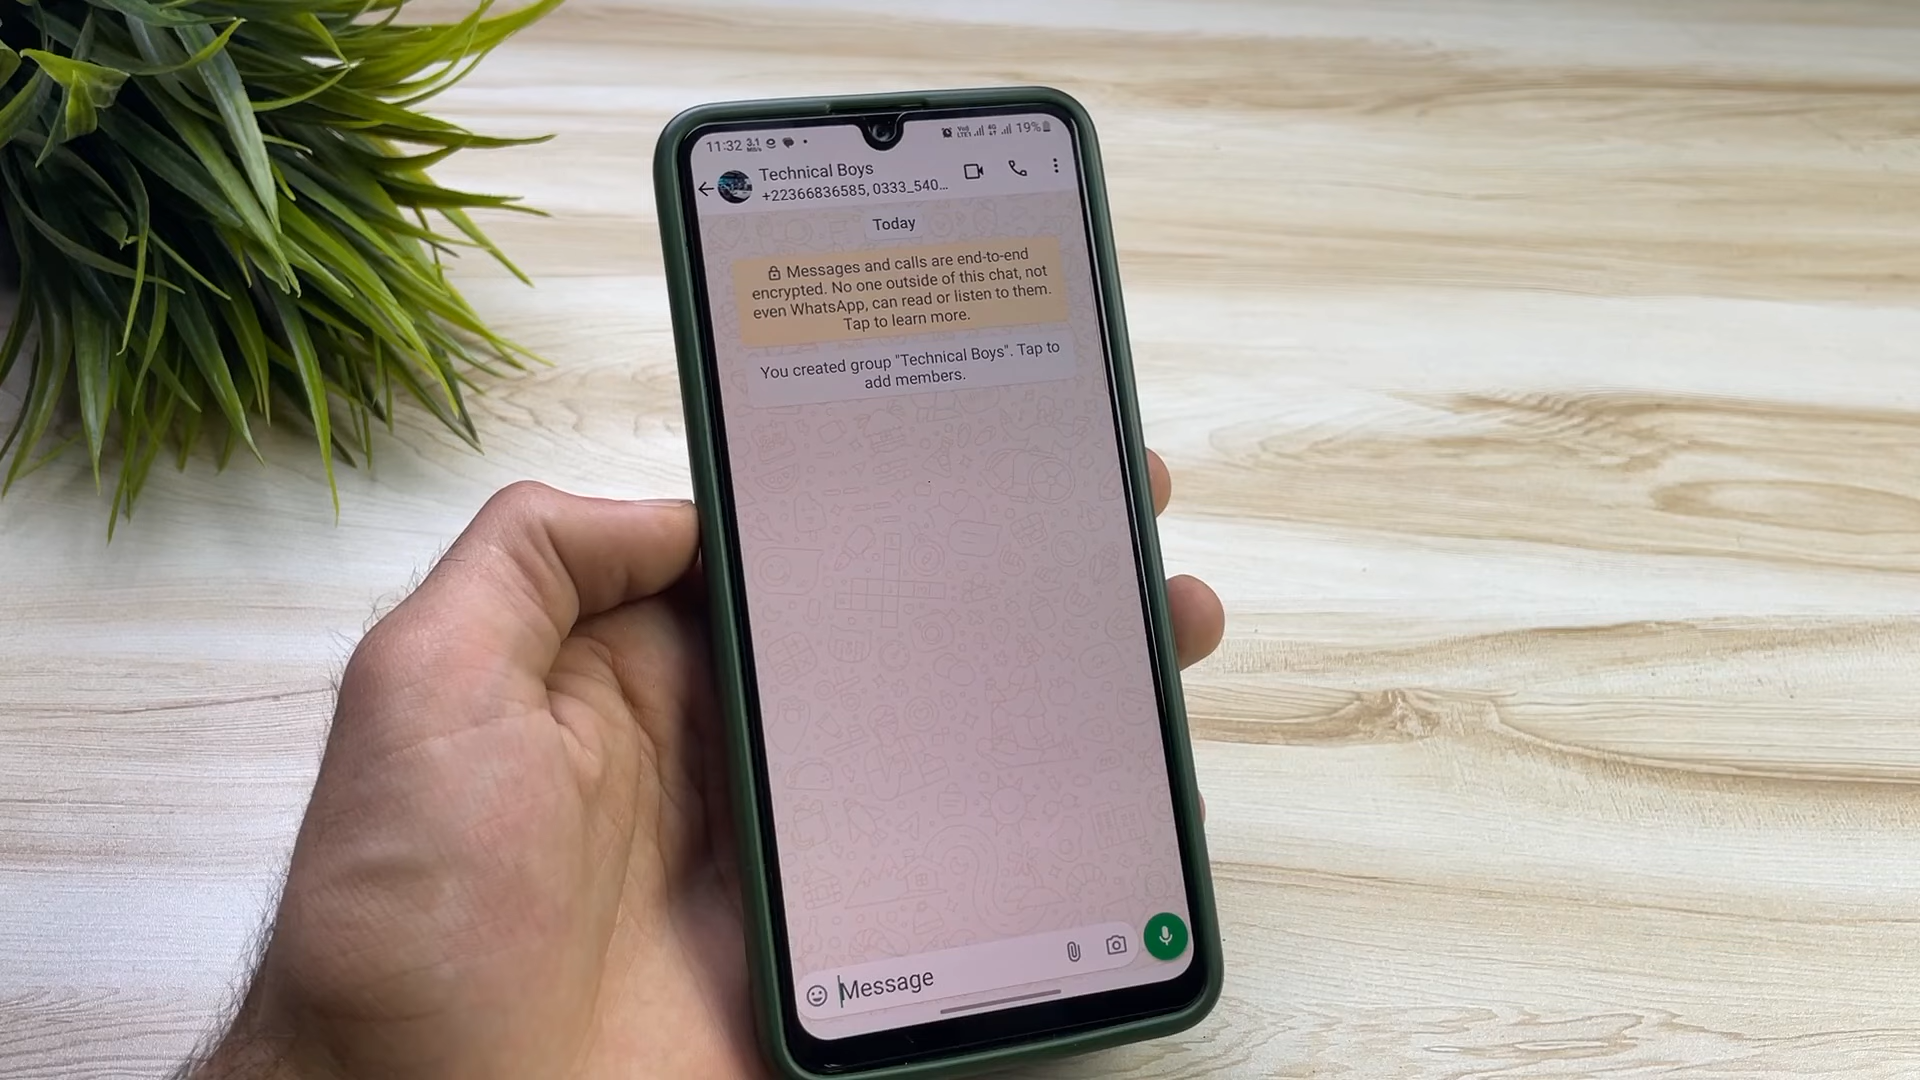 11:32 3.1 19%
Technical Boys
+22366836585, 0333_540...
Today
Messages and calls are end-to-end
encrypted. No one outside of this chat, not
even WhatsApp, can read or listen to them.
Tap to learn more.
You created group "Technical Boys". Tap to
add members.
Message